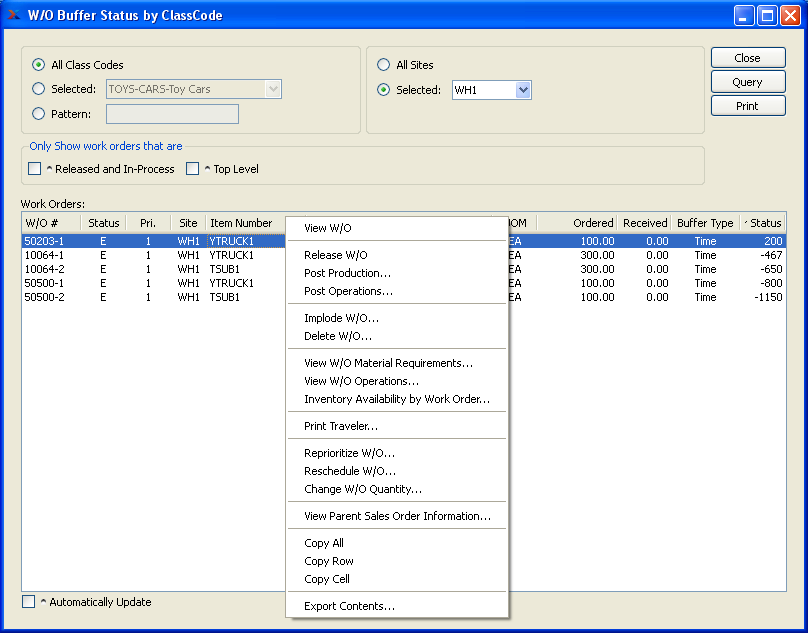 W/O Buffer Status by ClassCode
All Class Codes
Selected: TOYS-CARS-Toy Cars
Pattern:
All Sites
Selected: WH1
Close
Query
Print
Only Show work orders that are
^ Released and In-Process ^ Top Level
Work Orders:
W/O # Status Pri. Site Item Number OM Ordered Received Buffer Type Status
50203-1 E 1 WH1 YTRUCK1 EA 100.00 0.00 Time 200
10064-1 E 1 WH1 YTRUCK1 EA 300.00 0.00 Time -467
10064-2 E 1 WH1 TSUB1 EA 300.00 0.00 Time -650
50500-1 E 1 WH1 YTRUCK1 EA 100.00 0.00 Time -800
50500-2 E 1 WH1 TSUB1 EA 100.00 0.00 Time -1150
View W/O
Release W/O
Post Production...
Post Operations...
Implode W/O...
Delete W/O...
View W/O Material Requirements...
View W/O Operations...
Inventory Availability by Work Order...
Print Traveler...
Reprioritize W/O...
Reschedule W/O...
Change W/O Quantity...
View Parent Sales Order Information...
Copy All
Copy Row
Copy Cell
Export Contents...
^ Automatically Update